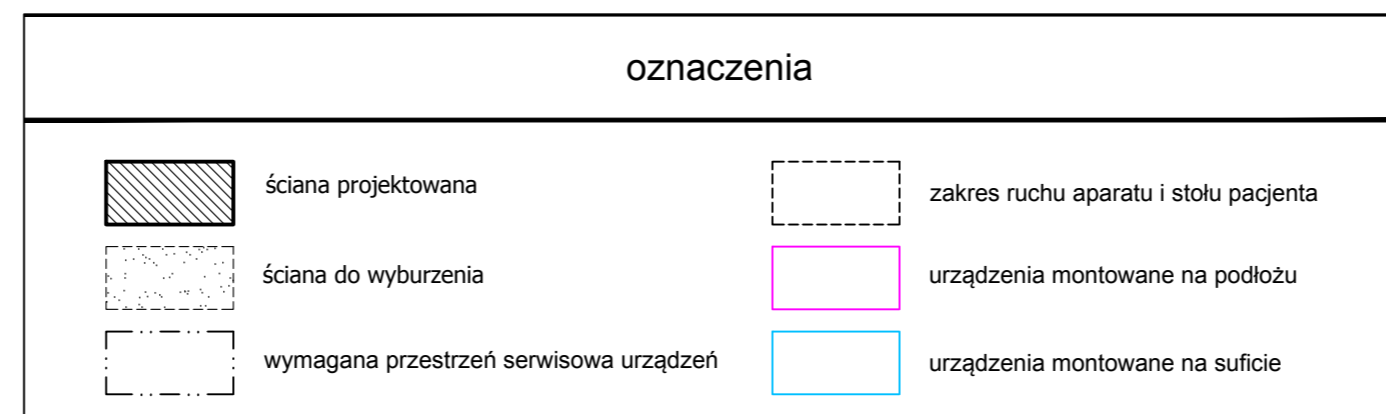 oznaczenia
ściana projektowana
ściana do wyburzenia
wymagana przestrzeń serwisowa urządzeń
zakres ruchu aparatu i stołu pacjenta
urządzenia montowane na podłożu
urządzenia montowane na suficie